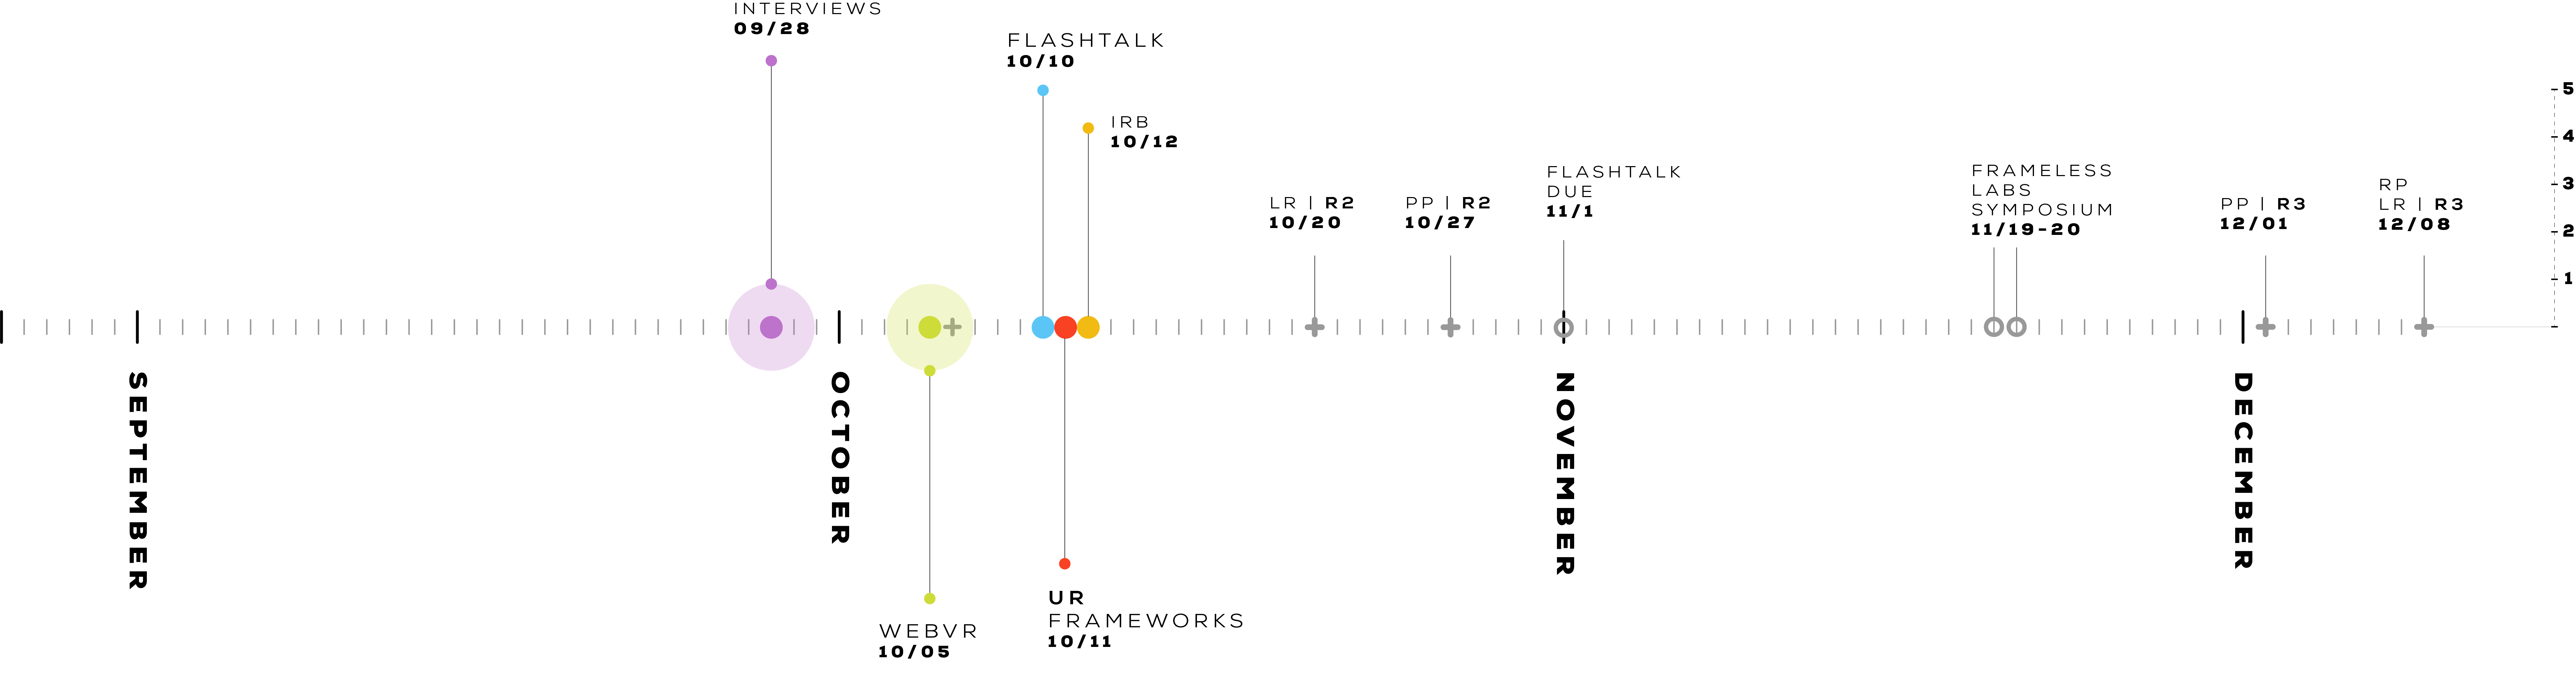 INTERVIEWS
09/28
FLASHTALK
10/10
IRB
10/12
LR | R2
10/20
PP | R2
10/27
FLASHTALK
DUE
11/1
FRAMELESS
LABS
SYMPOSIUM
11/19-20
PP | R3
12/01
RP
LR | R3
12/08
5
4
3
2
1
SEPTEMBER
OCTOBER
NOVEMBER
DECEMBER
WEBVR
10/05
UR
FRAMEWORKS
10/11